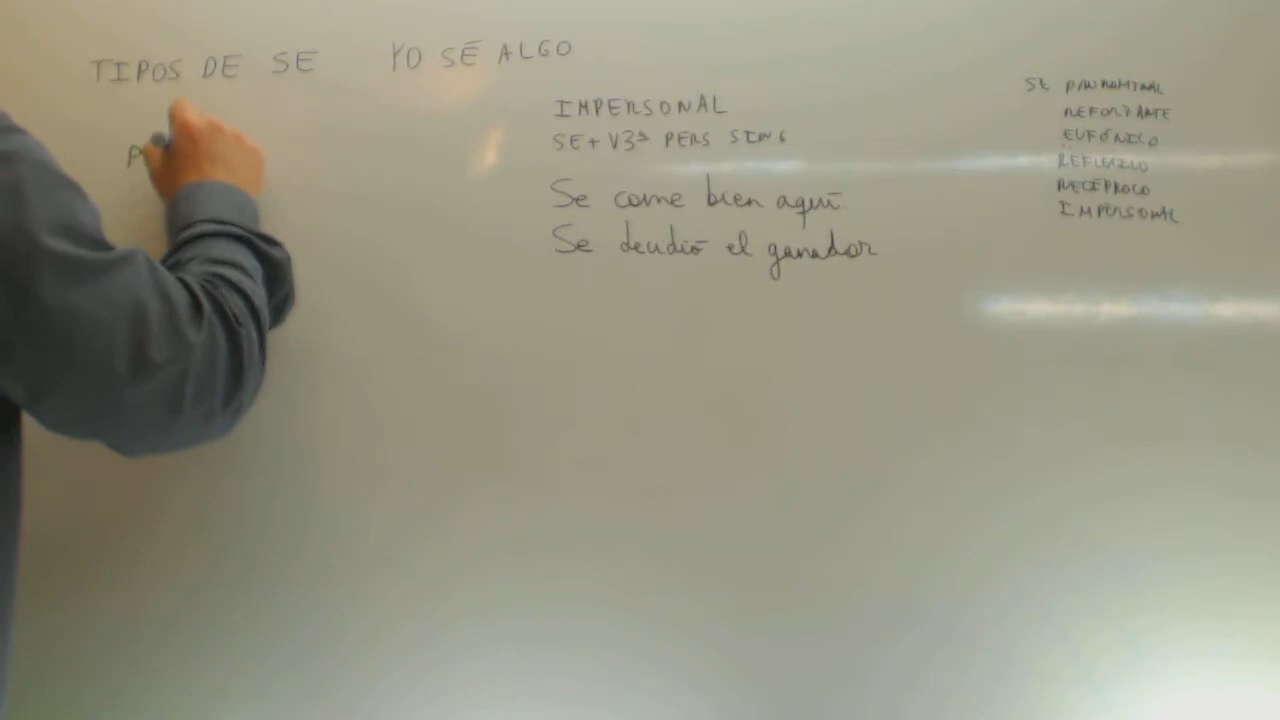 TIPOS DE SE
YO SÉ ALGO
IMPERSONAL
SE + V 3ª PERS SING
Se come bien aquí
Se decidió el ganador
SE PRONOMINAL
REFORZANTE
EUFÓNICO
REFLEXIVO
RECÍPROCO
IMPERSONAL